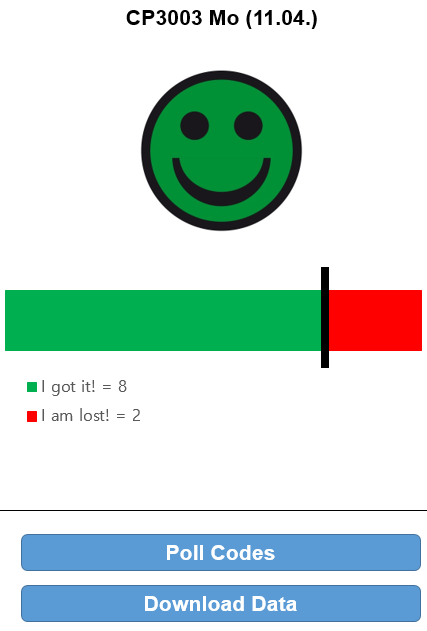 CP3003 Mo (11.04.)
I got it! = 8
I am lost! = 2
Poll Codes
Download Data